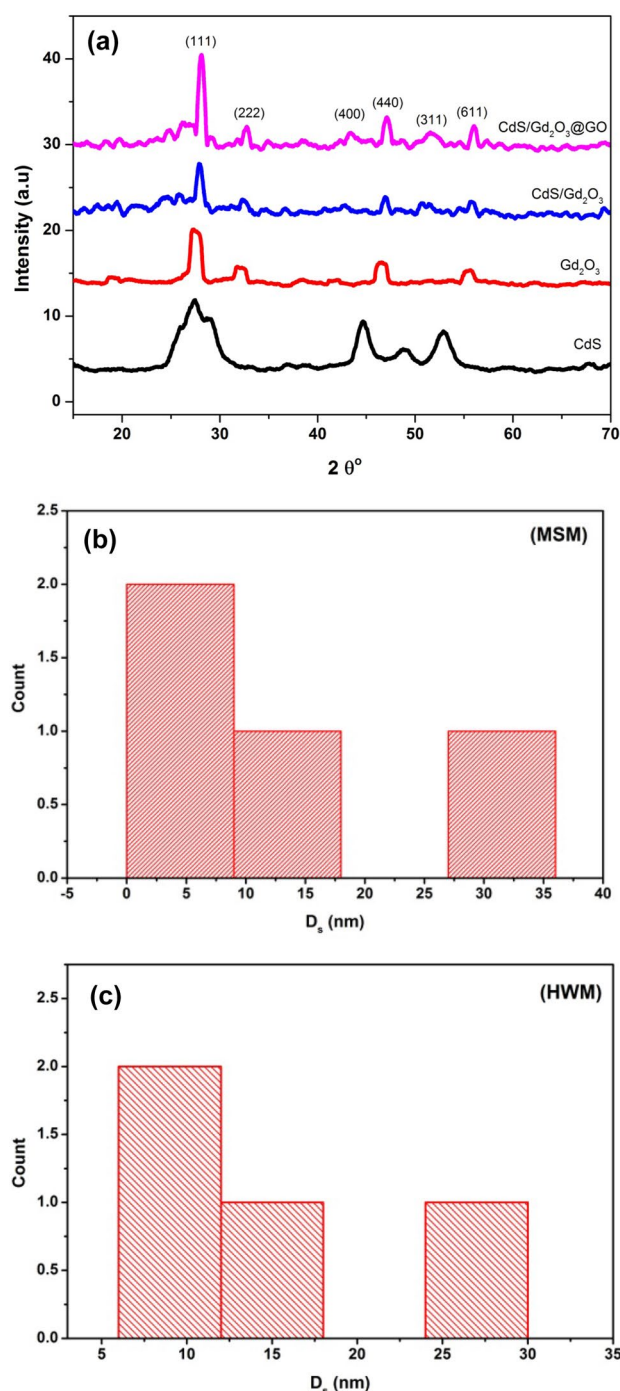 (a)
(111)
(222)
(400)
(440)
(311)
(611)
CdS/Gd₂O₃@GO
CdS/Gd₂O₃
Gd₂O₃
CdS
Intensity (a.u)
40
30
20
10
0
20 30 40 50 60 70
2 θ°
(b)
(MSM)
Count
2.5
2.0
1.5
1.0
0.5
0.0
-5 0 5 10 15 20 25 30 35 40
Dₛ (nm)
(c)
(HWM)
Count
2.5
2.0
1.5
1.0
0.5
0.0
5 10 15 20 25 30 35
Dₛ (nm)